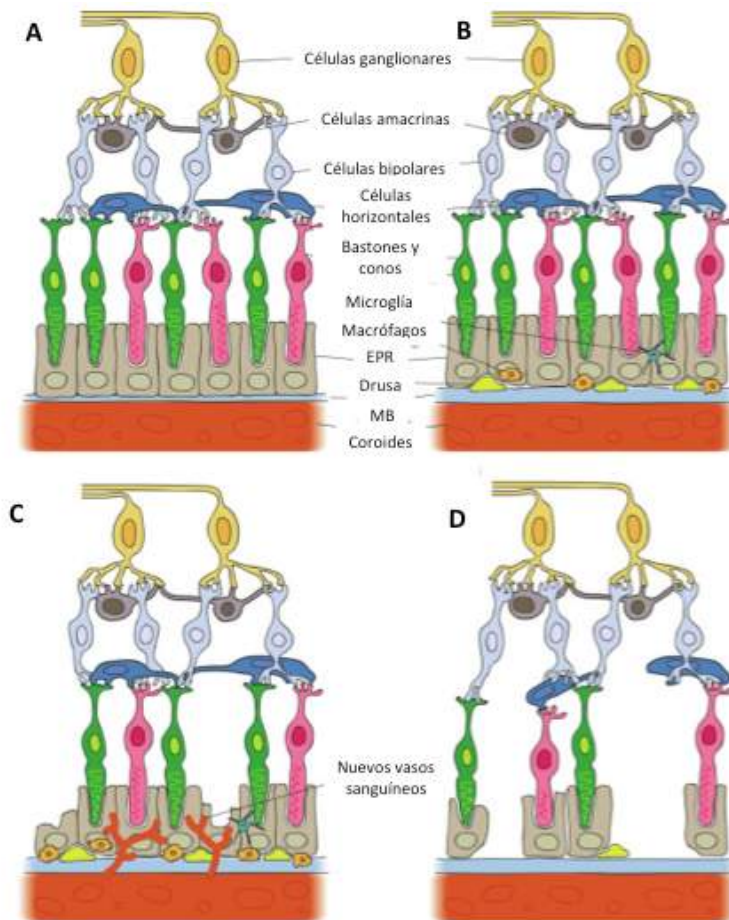 A
B
Células ganglionares
Células amacrinas
Células bipolares
Células
horizontales
Bastones y
conos
Microglía
Macrófagos
EPR
Drusa
MB
Coroides
C
D
Nuevos vasos
sanguíneos